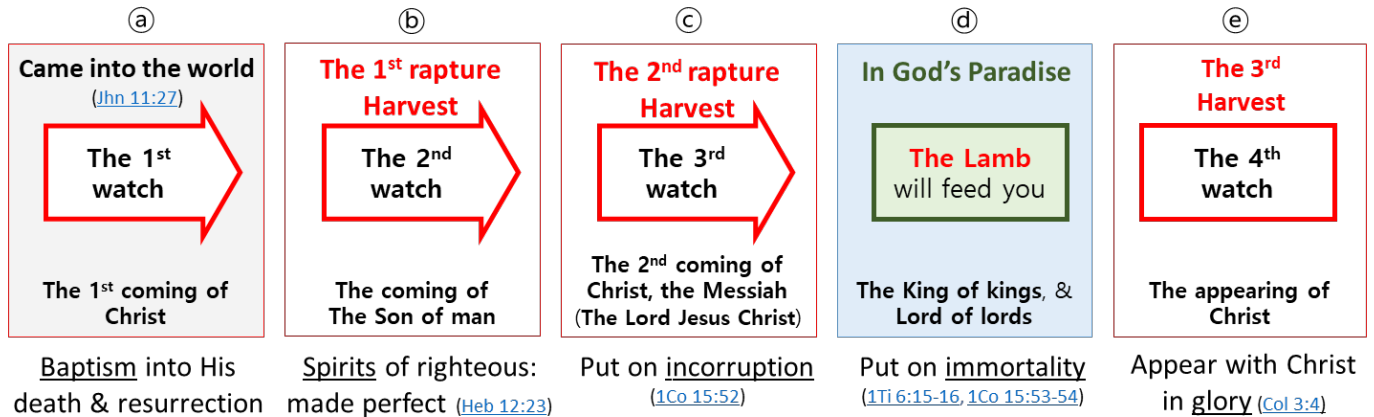 ⓐ
Came into the world
(Jhn 11:27)
The 1st
watch
The 1st coming of
Christ
Baptism into His
death & resurrection
ⓑ
The 1st rapture
Harvest
The 2nd
watch
The coming of
The Son of man
Spirits of righteous:
made perfect (Heb 12:23)
ⓒ
The 2nd rapture
Harvest
The 3rd
watch
The 2nd coming of
Christ, the Messiah
(The Lord Jesus Christ)
Put on incorruption
(1Co 15:52)
ⓓ
In God's Paradise
The Lamb
will feed you
The King of kings, &
Lord of lords
Put on immortality
(1Ti 6:15-16, 1Co 15:53-54)
ⓔ
The 3rd
Harvest
The 4th
watch
The appearing of
Christ
Appear with Christ
in glory (Col 3:4)